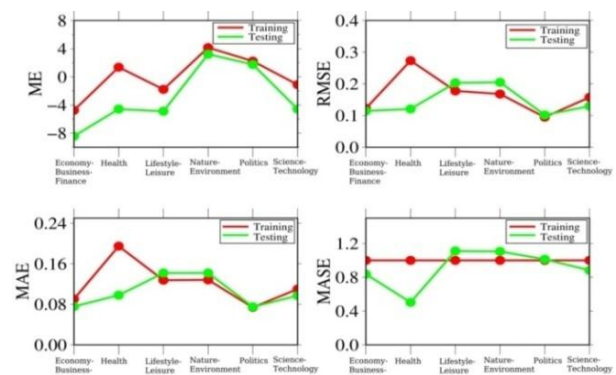 8
4
0
−4
−8
ME
Training
Testing
Economy-
Business-
Finance
Health
Lifestyle-
Leisure
Nature-
Environment
Politics
Science-
Technology
0.4
0.3
0.2
0.1
0.0
RMSE
Training
Testing
Economy-
Business-
Finance
Health
Lifestyle-
Leisure
Nature-
Environment
Politics
Science-
Technology
0.24
0.16
0.08
0.00
MAE
Training
Testing
Economy-
Business-
Health
Lifestyle-
Leisure
Nature-
Environment
Politics
Science-
Technology
1.2
0.8
0.4
0.0
MASE
Training
Testing
Economy-
Business-
Health
Lifestyle-
Leisure
Nature-
Environment
Politics
Science-
Technology